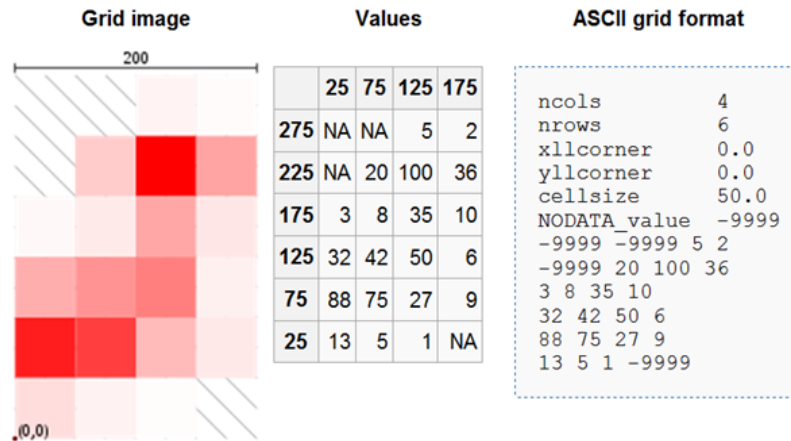 Grid image
200
(0,0)
Values
25 75 125 175
275 NA NA 5 2
225 NA 20 100 36
175 3 8 35 10
125 32 42 50 6
75 88 75 27 9
25 13 5 1 NA
ASCII grid format
ncols 4
nrows 6
xllcorner 0.0
yllcorner 0.0
cellsize 50.0
NODATA_value -9999
-9999 -9999 5 2
-9999 20 100 36
3 8 35 10
32 42 50 6
88 75 27 9
13 5 1 -9999